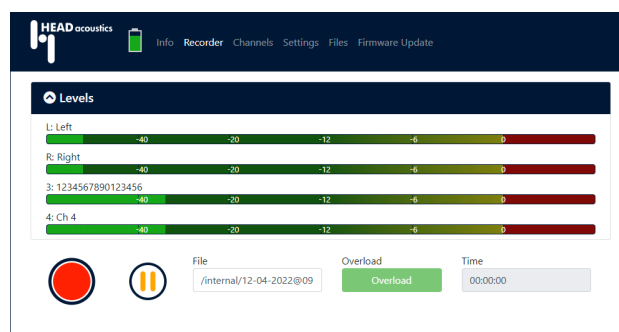 HEAD acoustics
Info Recorder Channels Settings Files Firmware Update
Levels
L: Left
-40 -20 -12 -6 0
R: Right
-40 -20 -12 -6 0
3: 1234567890123456
-40 -20 -12 -6 0
4: Ch 4
-40 -20 -12 -6 0
File Overload Time
/internal/12-04-2022@09 Overload 00:00:00